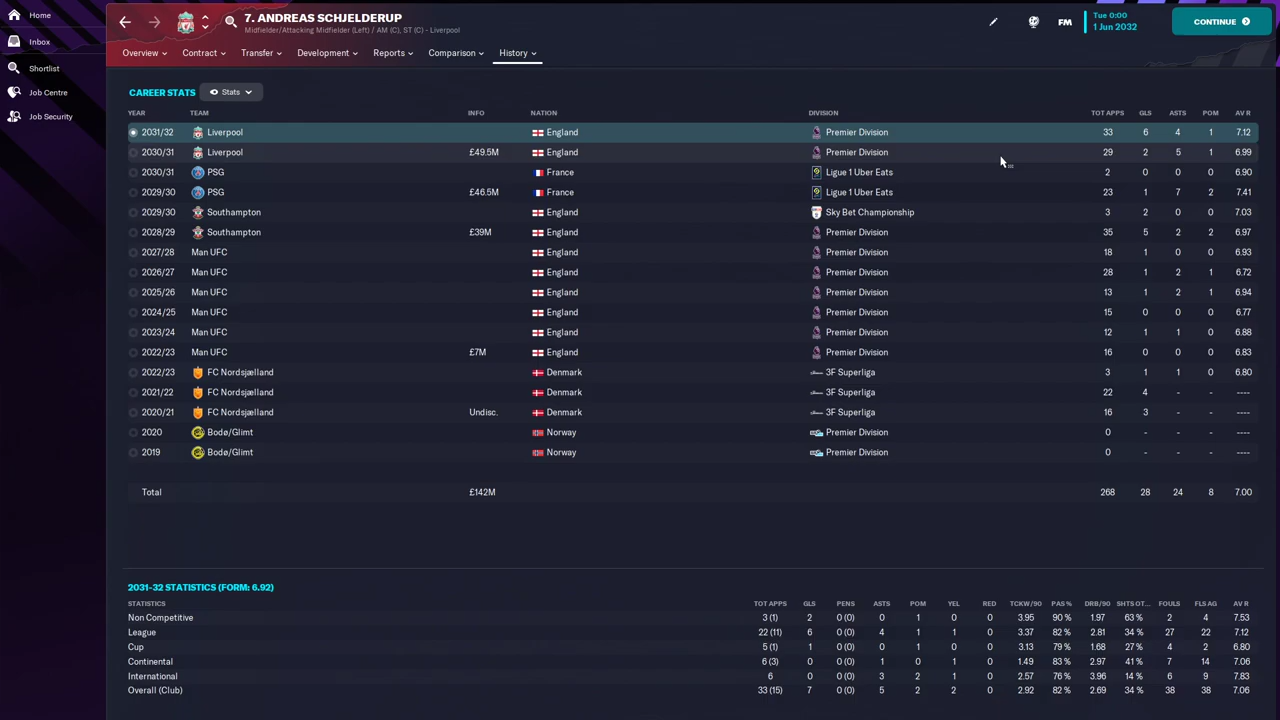 Home
Inbox
Shortlist
Job Centre
Job Security
7. ANDREAS SCHJELDERUP
Midfielder/Attacking Midfielder (Left) / AM (C), ST (C) - Liverpool
FM
Tue 0:00
1 Jun 2032
CONTINUE
Overview Contract Transfer Development Reports Comparison History
CAREER STATS Stats
YEAR TEAM INFO NATION DIVISION TOT APPS GLS ASTS POM AV R
2031/32 Liverpool England Premier Division 33 6 4 1 7.12
2030/31 Liverpool £49.5M England Premier Division 29 2 5 1 6.99
2030/31 PSG France Ligue 1 Uber Eats 2 0 0 0 6.90
2029/30 PSG £46.5M France Ligue 1 Uber Eats 23 1 7 2 7.41
2029/30 Southampton England Sky Bet Championship 3 2 0 0 7.03
2028/29 Southampton £39M England Premier Division 35 5 2 2 6.97
2027/28 Man UFC England Premier Division 18 1 0 0 6.93
2026/27 Man UFC England Premier Division 28 1 2 1 6.72
2025/26 Man UFC England Premier Division 13 1 2 1 6.94
2024/25 Man UFC England Premier Division 15 0 0 0 6.77
2023/24 Man UFC England Premier Division 12 1 1 0 6.88
2022/23 Man UFC £7M England Premier Division 16 0 0 0 6.83
2022/23 FC Nordsjælland Denmark 3F Superliga 3 1 1 0 6.80
2021/22 FC Nordsjælland Denmark 3F Superliga 22 4 - - ----
2020/21 FC Nordsjælland Undisc. Denmark 3F Superliga 16 3 - - ----
2020 Bodø/Glimt Norway Premier Division 0 - - - ----
2019 Bodø/Glimt Norway Premier Division 0 - - - ----
Total £142M 268 28 24 8 7.00
2031-32 STATISTICS (FORM: 6.92)
STATISTICS TOT APPS GLS PENS ASTS POM YEL RED TCKW/90 PAS % DRB/90 SHTS OT... FOULS FLS AG AV R
Non Competitive 3 (1) 2 0 (0) 0 1 0 0 3.95 90 % 1.97 63 % 2 4 7.53
League 22 (11) 6 0 (0) 4 1 1 0 3.37 82 % 2.81 34 % 27 22 7.12
Cup 5 (1) 1 0 (0) 0 1 0 0 3.13 79 % 1.68 27 % 4 2 6.80
Continental 6 (3) 0 0 (0) 1 0 1 0 1.49 83 % 2.97 41 % 7 14 7.06
International 6 0 0 (0) 3 2 1 0 2.57 76 % 3.96 14 % 6 9 7.83
Overall (Club) 33 (15) 7 0 (0) 5 2 2 0 2.92 82 % 2.69 34 % 38 38 7.06